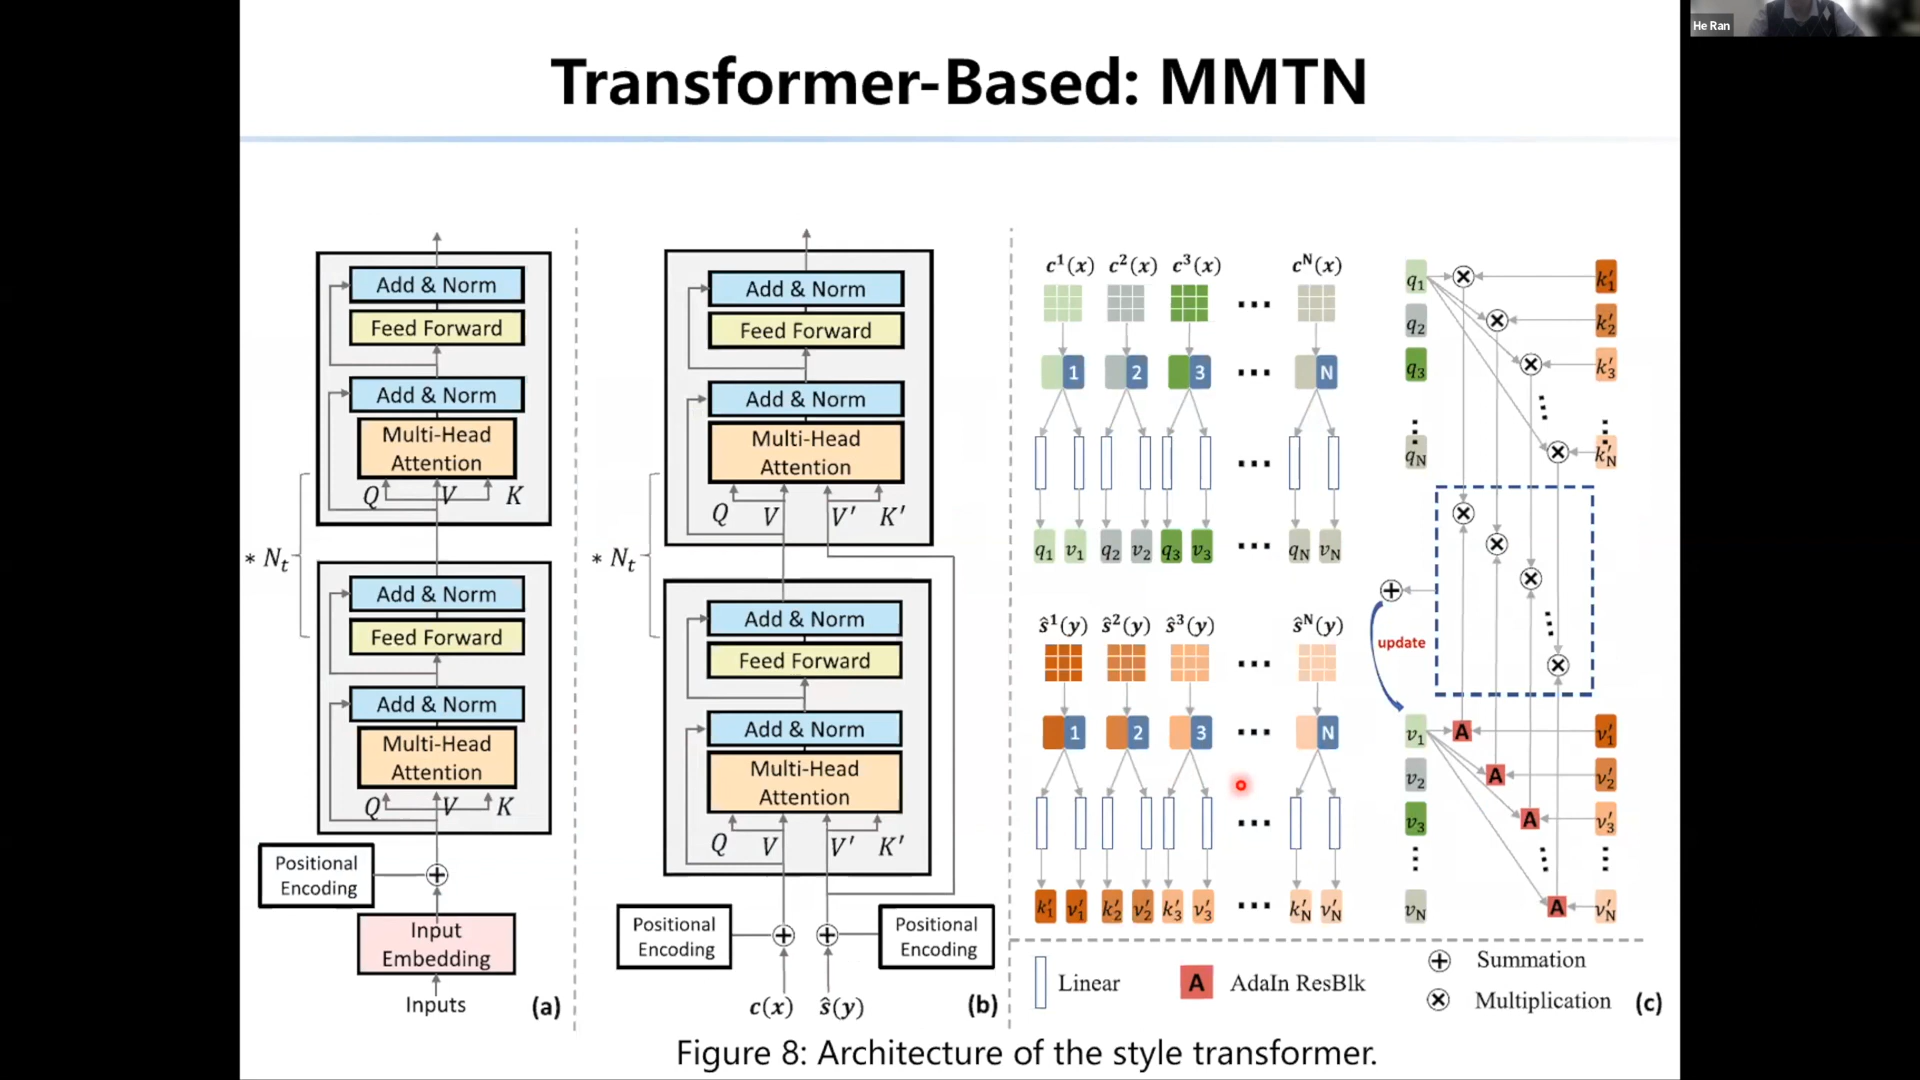 He Ran
Transformer-Based: MMTN
Add & Norm
Feed Forward
Add & Norm
Multi-Head
Attention
Q V K
* Nₜ
Add & Norm
Feed Forward
Add & Norm
Multi-Head
Attention
Q V K
Positional
Encoding
Input
Embedding
Inputs
(a)
Add & Norm
Feed Forward
Add & Norm
Multi-Head
Attention
Q V V′ K′
* Nₜ
Add & Norm
Feed Forward
Add & Norm
Multi-Head
Attention
Q V V′ K′
Positional
Encoding
Positional
Encoding
c(x) ŝ(y)
(b)
c¹(x) c²(x) c³(x) cᴺ(x)
1 2 3 ... N
...
q₁ v₁ q₂ v₂ q₃ v₃ ... qN vN
ŝ¹(y) ŝ²(y) ŝ³(y) ŝᴺ(y)
...
1 2 3 ... N
...
k′₁ v′₁ k′₂ v′₂ k′₃ v′₃ ... k′N v′N
q₁ k′₁
q₂ k′₂
q₃ k′₃
qN k′N
update
v₁ A v′₁
v₂ A v′₂
v₃ A v′₃
vN A v′N
Linear
A AdaIn ResBlk
Summation
Multiplication
(c)
Figure 8: Architecture of the style transformer.